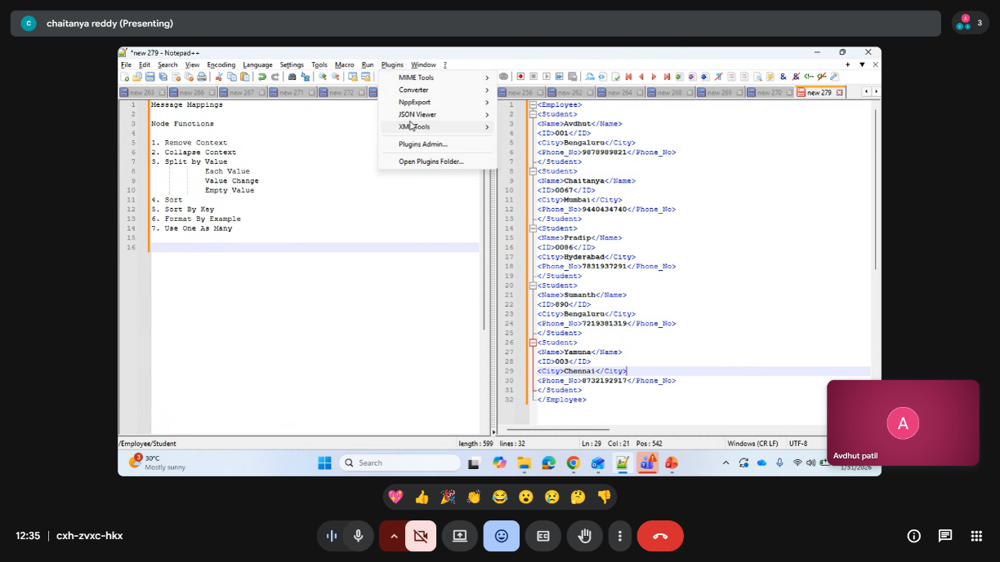 C chaitanya reddy (Presenting)
A 3
*new 279 - Notepad++
File Edit Search View Encoding Language Settings Tools Macro Run Plugins Window ?
new 263 new 266 new 267 new 271 new 272 new 256 new 262 new 264 new 268 new 269 new 270 new 279
MIME Tools
Converter
NppExport
JSON Viewer
XML Tools
Plugins Admin...
Open Plugins Folder...
1 Message Mappings
2
3 Node Functions
4
5 1. Remove Context
6 2. Collapse Context
7 3. Split by Value
8 Each Value
9 Value Change
10 Empty Value
11 4. Sort
12 5. Sort By Key
13 6. Format By Example
14 7. Use One As Many
15
16
1 <Employee>
2 <Student>
3 <Name>Avdhut</Name>
4 <ID>001</ID>
5 <City>Bengaluru</City>
6 <Phone_No>9878989821</Phone_No>
7 </Student>
8 <Student>
9 <Name>Chaitanya</Name>
10 <ID>0067</ID>
11 <City>Mumbai</City>
12 <Phone_No>9440434740</Phone_No>
13 </Student>
14 <Student>
15 <Name>Pradip</Name>
16 <ID>0086</ID>
17 <City>Hyderabad</City>
18 <Phone_No>7831937291</Phone_No>
19 </Student>
20 <Student>
21 <Name>Sumanth</Name>
22 <ID>890</ID>
23 <City>Bengaluru</City>
24 <Phone_No>7219381319</Phone_No>
25 </Student>
26 <Student>
27 <Name>Yamuna</Name>
28 <ID>003</ID>
29 <City>Chennai</City>
30 <Phone_No>8732192917</Phone_No>
31 </Student>
32 </Employee>
/Employee/Student length : 599 lines : 32 Ln : 29 Col : 21 Pos : 542 Windows (CR LF) UTF-8
A
Avdhut patil
3 30°C
Mostly sunny
Search
1/31/2026
12:35 | cxh-zvxc-hkx
CC